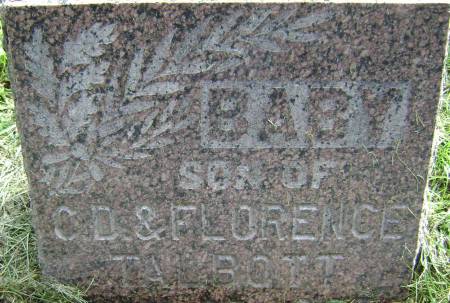 BABY
SON OF
C.D. & FLORENCE
TALBOTT